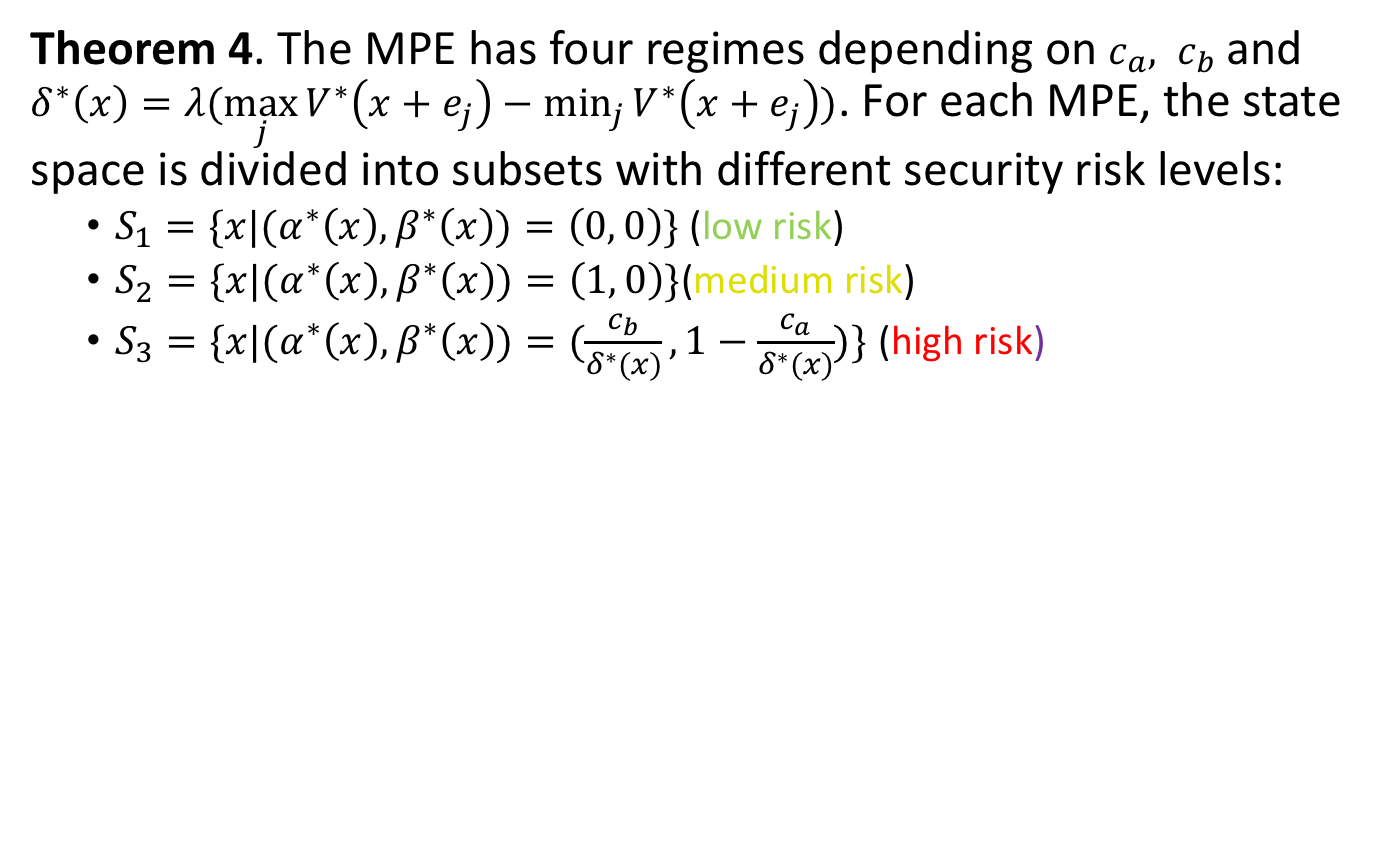 Theorem 4. The MPE has four regimes depending on c_a, c_b and
δ*(x) = λ(max_j V*(x + e_j) − min_j V*(x + e_j)). For each MPE, the state
space is divided into subsets with different security risk levels:
• S_1 = {x|(α*(x), β*(x)) = (0, 0)} (low risk)
• S_2 = {x|(α*(x), β*(x)) = (1, 0)}(medium risk)
• S_3 = {x|(α*(x), β*(x)) = (c_b/δ*(x), 1 − c_a/δ*(x))} (high risk)